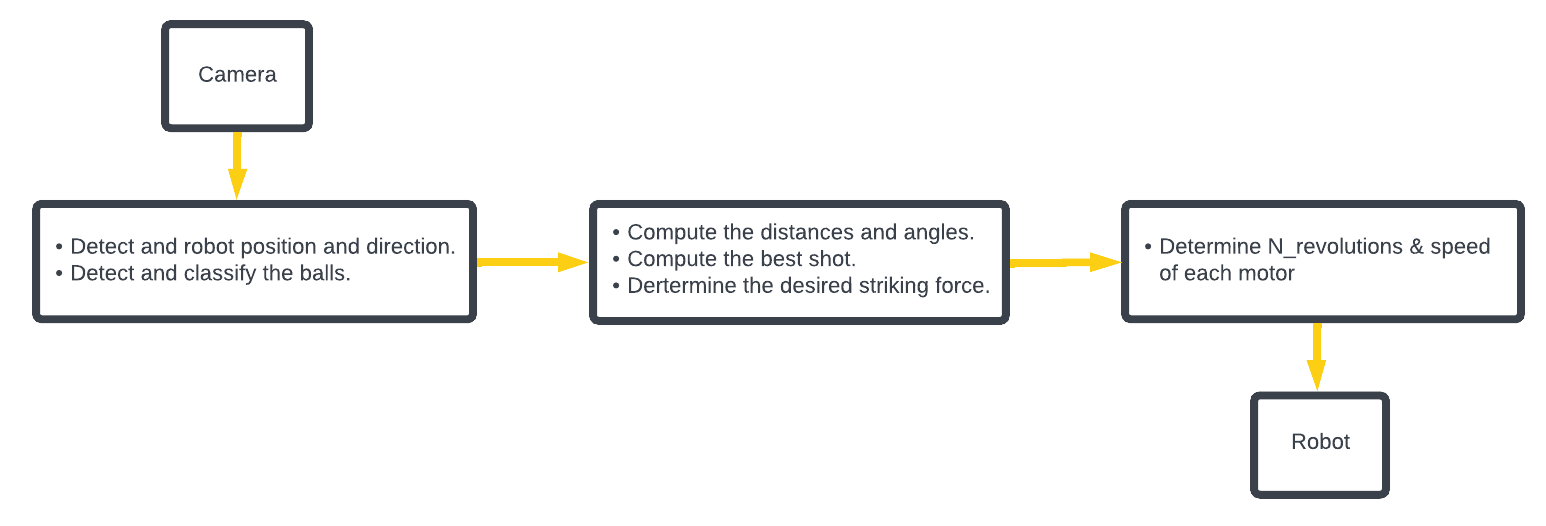 Camera
• Detect and robot position and direction.
• Detect and classify the balls.
• Compute the distances and angles.
• Compute the best shot.
• Dertermine the desired striking force.
• Determine N_revolutions & speed
of each motor
Robot